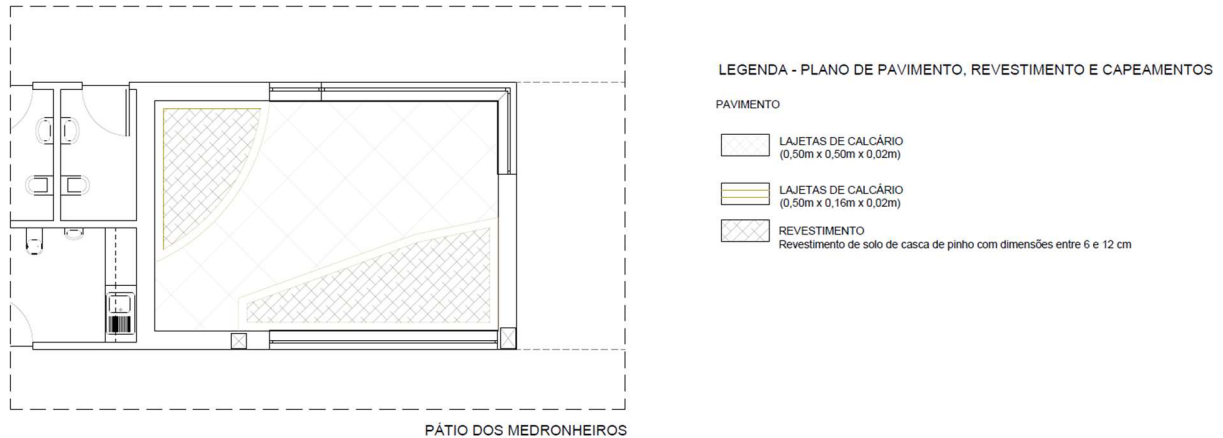 LEGENDA - PLANO DE PAVIMENTO, REVESTIMENTO E CAPEAMENTOS
PAVIMENTO
LAJETAS DE CALCÁRIO
(0,50m x 0,50m x 0,02m)
LAJETAS DE CALCÁRIO
(0,50m x 0,16m x 0,02m)
REVESTIMENTO
Revestimento de solo de casca de pinho com dimensões entre 6 e 12 cm
PÁTIO DOS MEDRONHEIROS